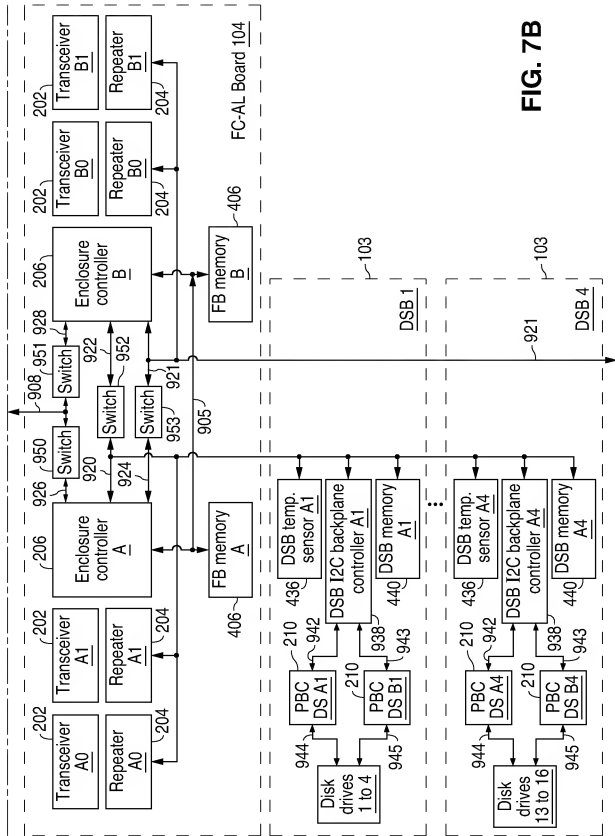 202
Transceiver
A0
202
Transceiver
A1
206
Enclosure
controller
A
926
950
Switch
908
951
Switch
928
206
Enclosure
controller
B
202
Transceiver
B0
202
Transceiver
B1
Repeater
A0
204
Repeater
A1
204
920
Switch
922
952
924
Switch
953
921
Repeater
B0
204
Repeater
B1
204
905
406
FB memory
A
FB memory
B
406
FC-AL Board 104
944
Disk
drives
1 to 4
945
210
PBC
DS A1
942
210
PBC
DS B1
943
436
DSB temp.
sensor A1
DSB I2C backplane
controller A1
938
440
DSB memory
A1
DSB 1
103
944
Disk
drives
13 to 16
945
210
PBC
DS A4
942
210
PBC
DS B4
943
436
DSB temp.
sensor A4
DSB I2C backplane
controller A4
938
440
DSB memory
A4
921
DSB 4
103
FIG. 7B